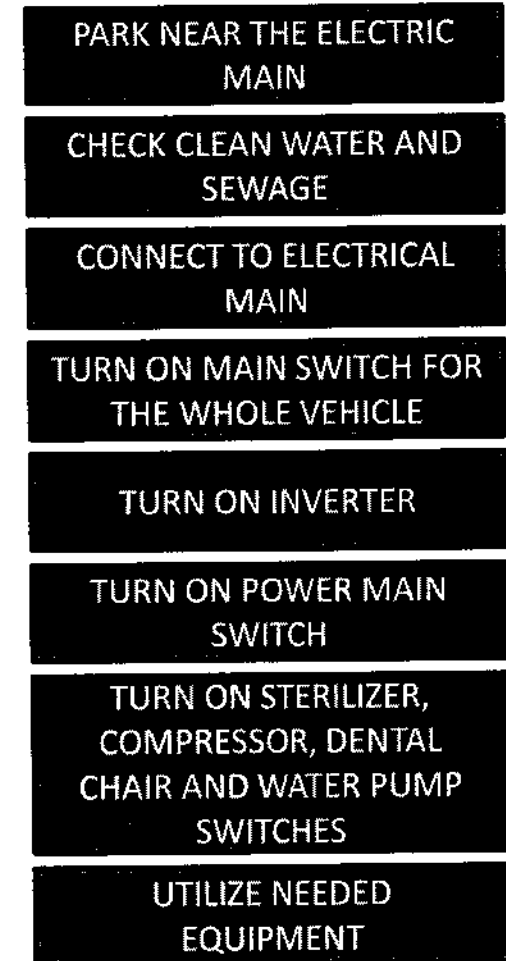 PARK NEAR THE ELECTRIC
MAIN
CHECK CLEAN WATER AND
SEWAGE
CONNECT TO ELECTRICAL
MAIN
TURN ON MAIN SWITCH FOR
THE WHOLE VEHICLE
TURN ON INVERTER
TURN ON POWER MAIN
SWITCH
TURN ON STERILIZER,
COMPRESSOR, DENTAL
CHAIR AND WATER PUMP
SWITCHES
UTILIZE NEEDED
EQUIPMENT